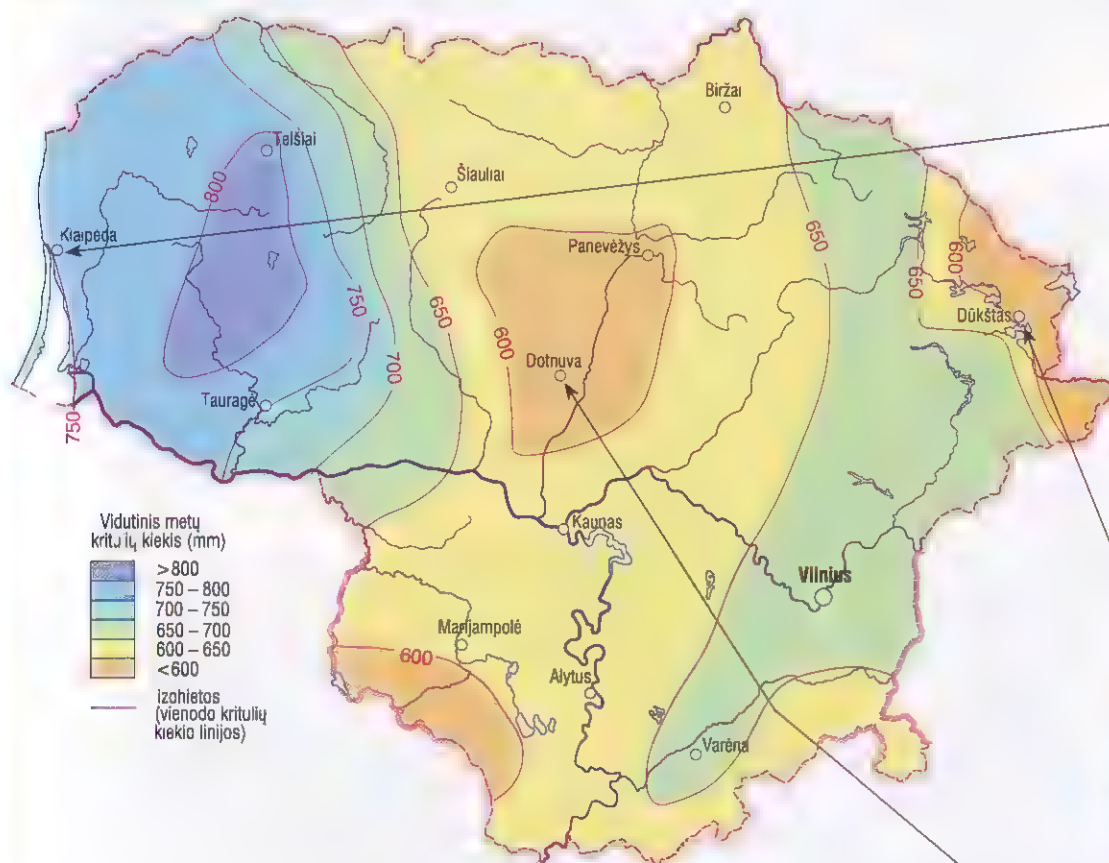 Biržai
Telšiai
Šiauliai
800
Klaipėda
Panevėžys
650
650
600
Dūkštas
750
650
600
Dotnuva
700
Tauragė
750
Kaunas
Vidutinis metų
kritulių kiekis (mm)
>800
750 – 800
700 – 750
650 – 700
600 – 650
<600
izohietos
(vienodo kritulių
kiekio linijos)
Vilnius
Marijampolė
600
Alytus
Varėna